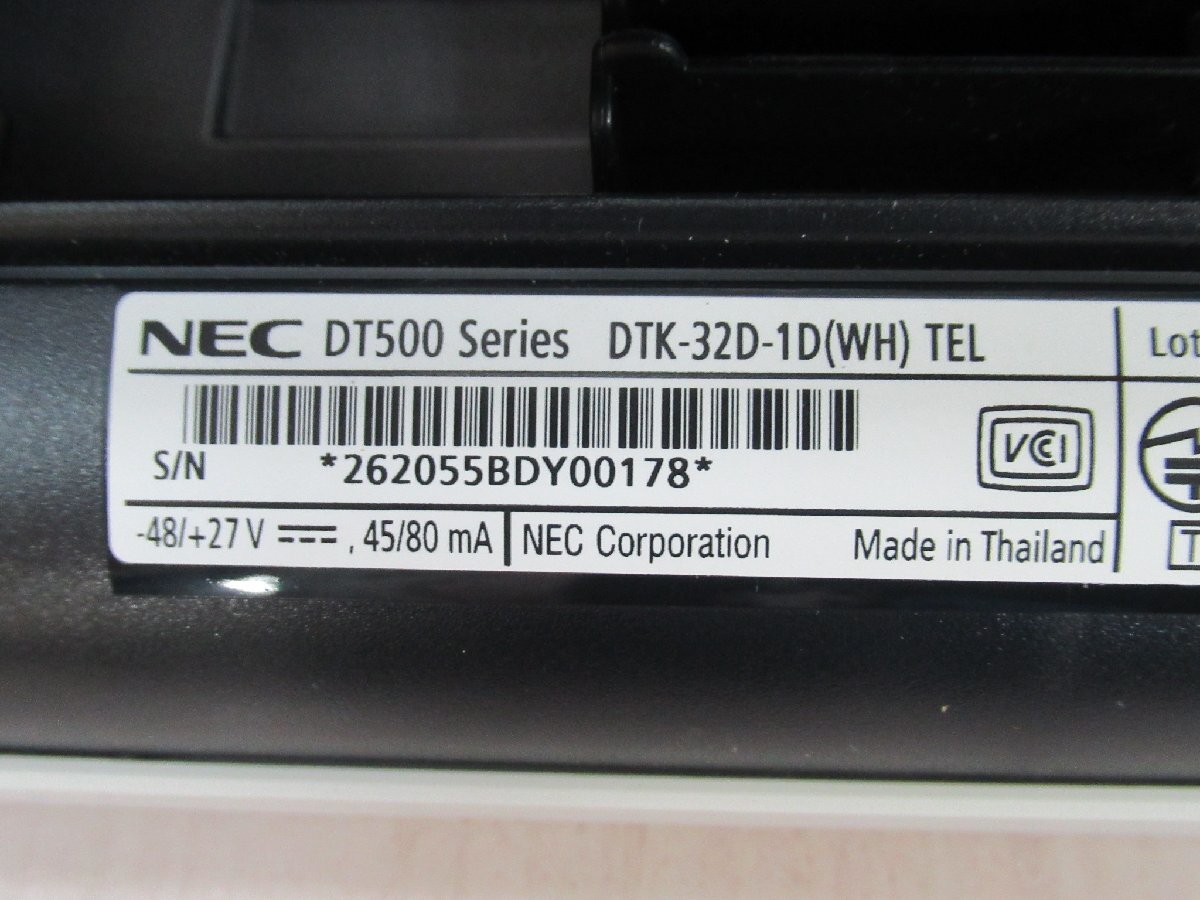 NEC DT500 Series DTK-32D-1D(WH) TEL
Lot
VCCI
S/N *262055BDY00178*
-48/+27 V ⎓, 45/80 mA NEC Corporation Made in Thailand
T